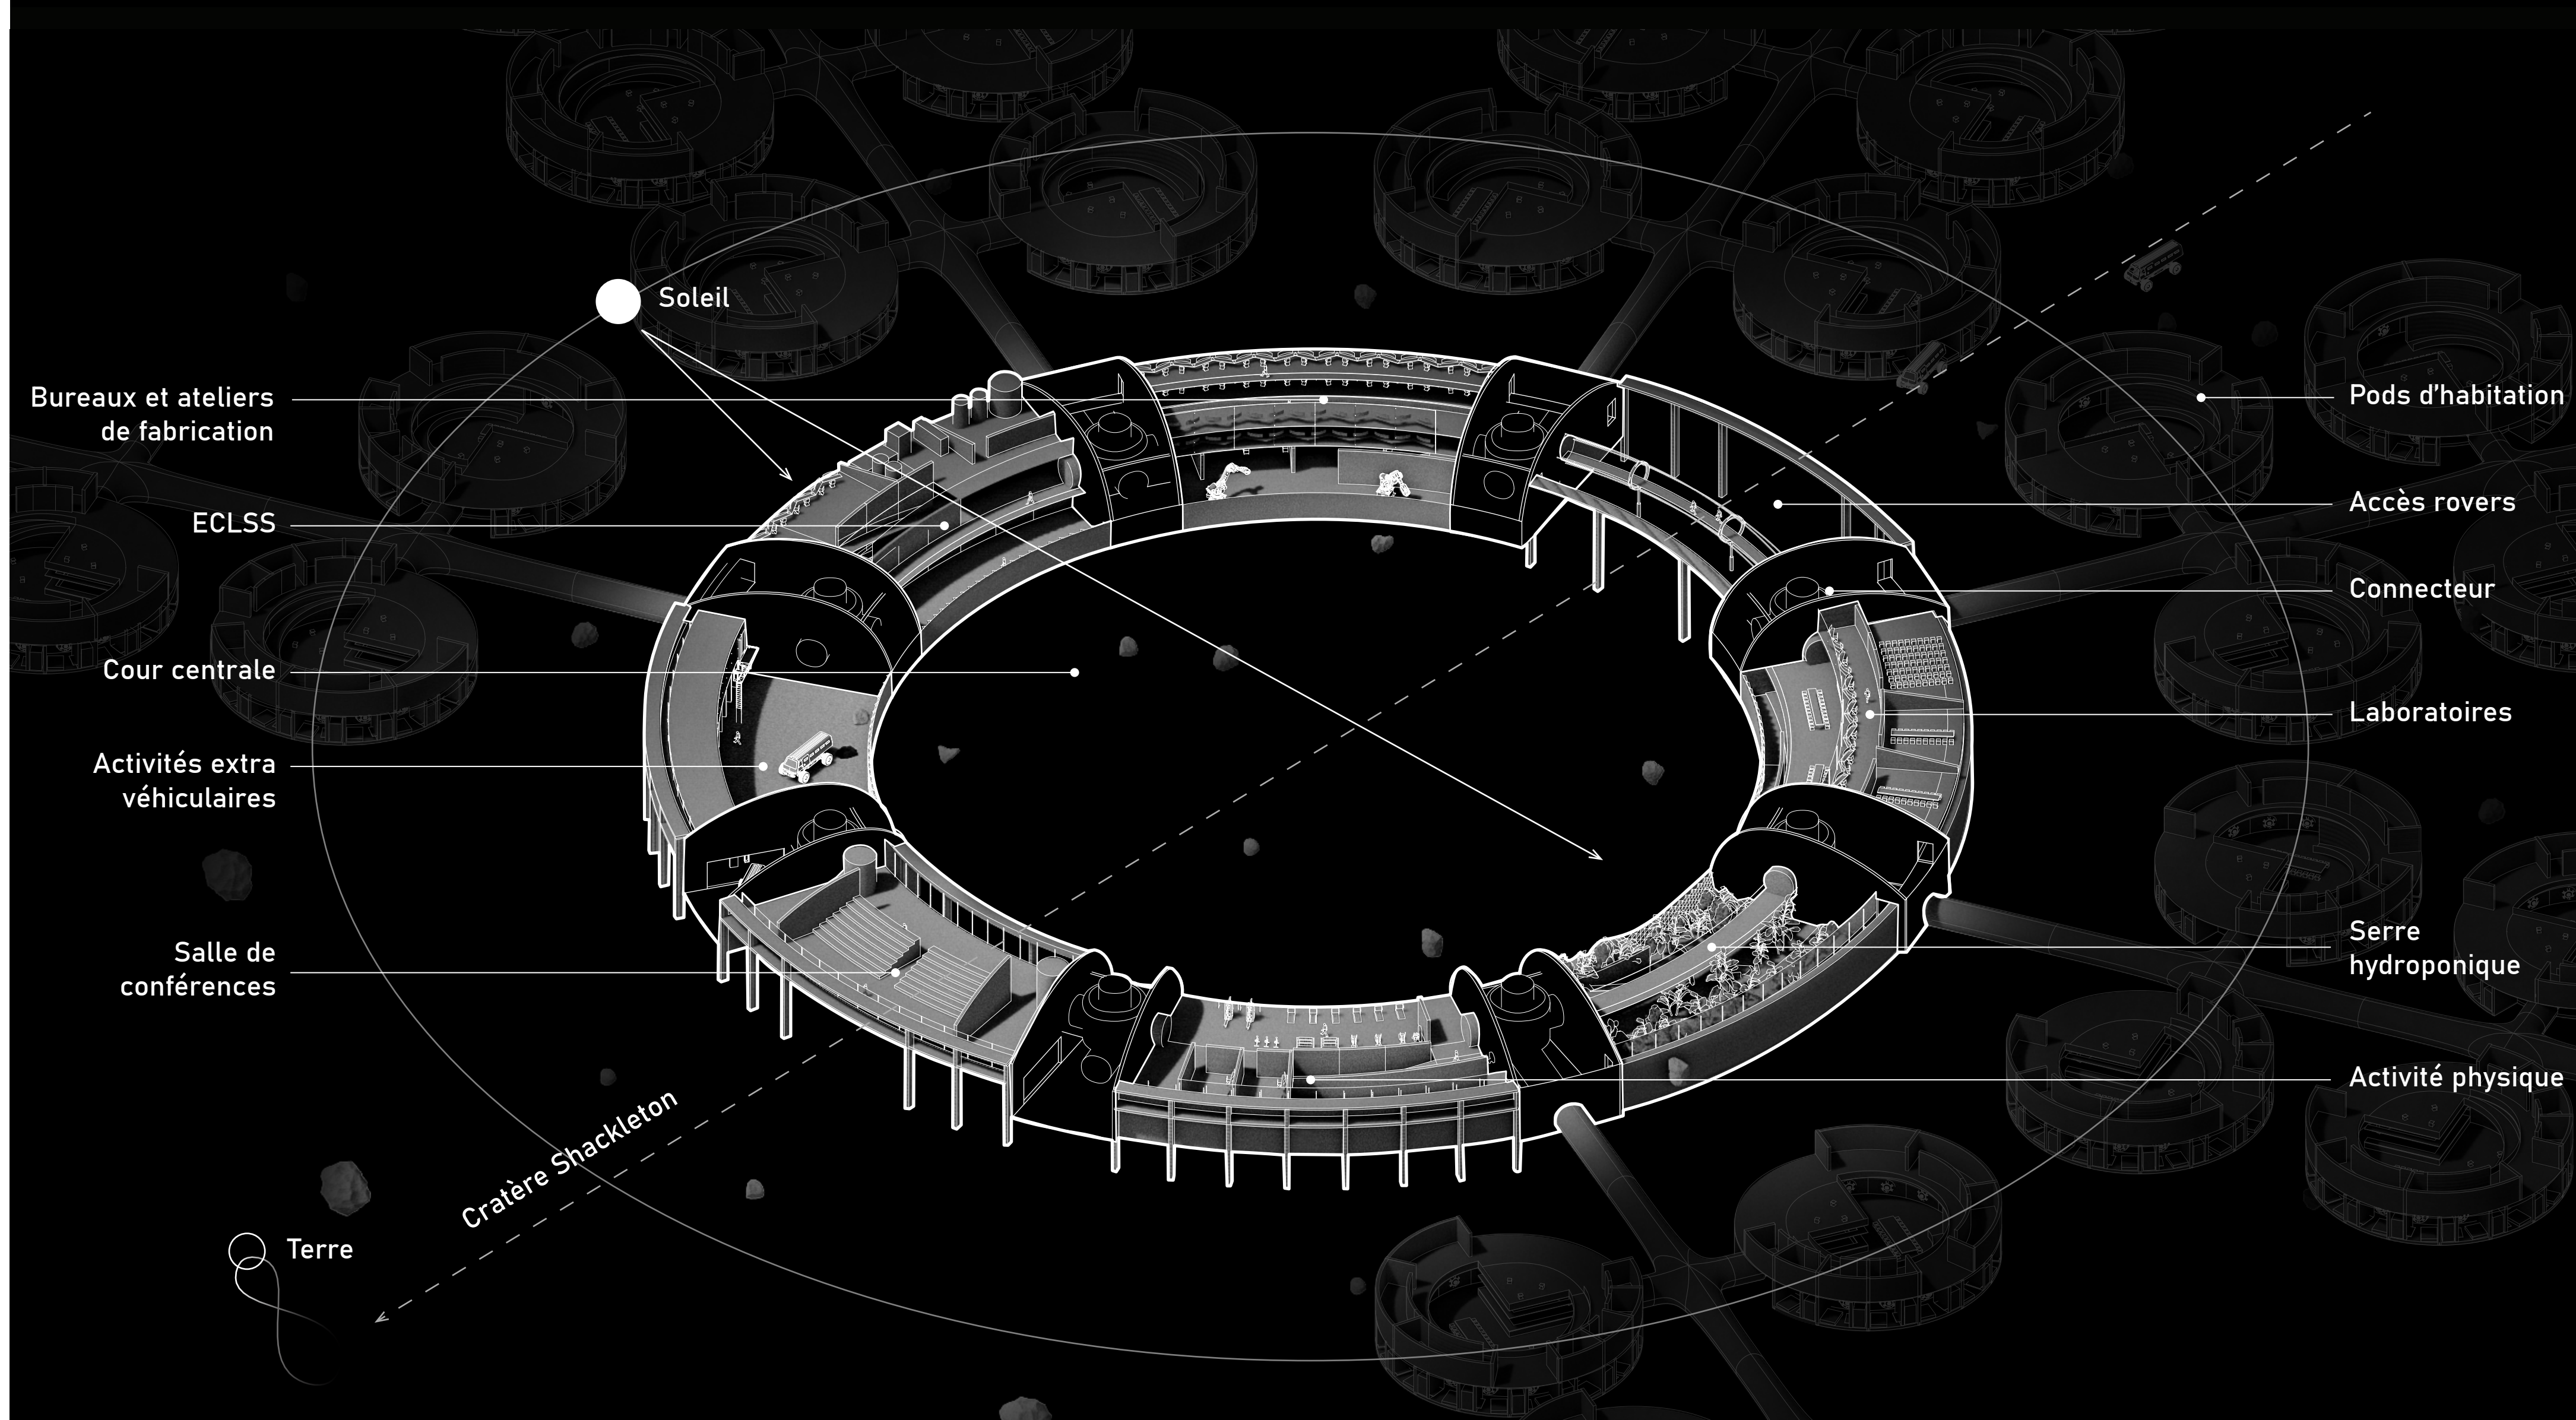 Soleil
Bureaux et ateliers
de fabrication
ECLSS
Cour centrale
Activités extra
véhiculaires
Salle de
conférences
Cratère Shackleton
Terre
Pods d'habitation
Accès rovers
Connecteur
Laboratoires
Serre
hydroponique
Activité physique